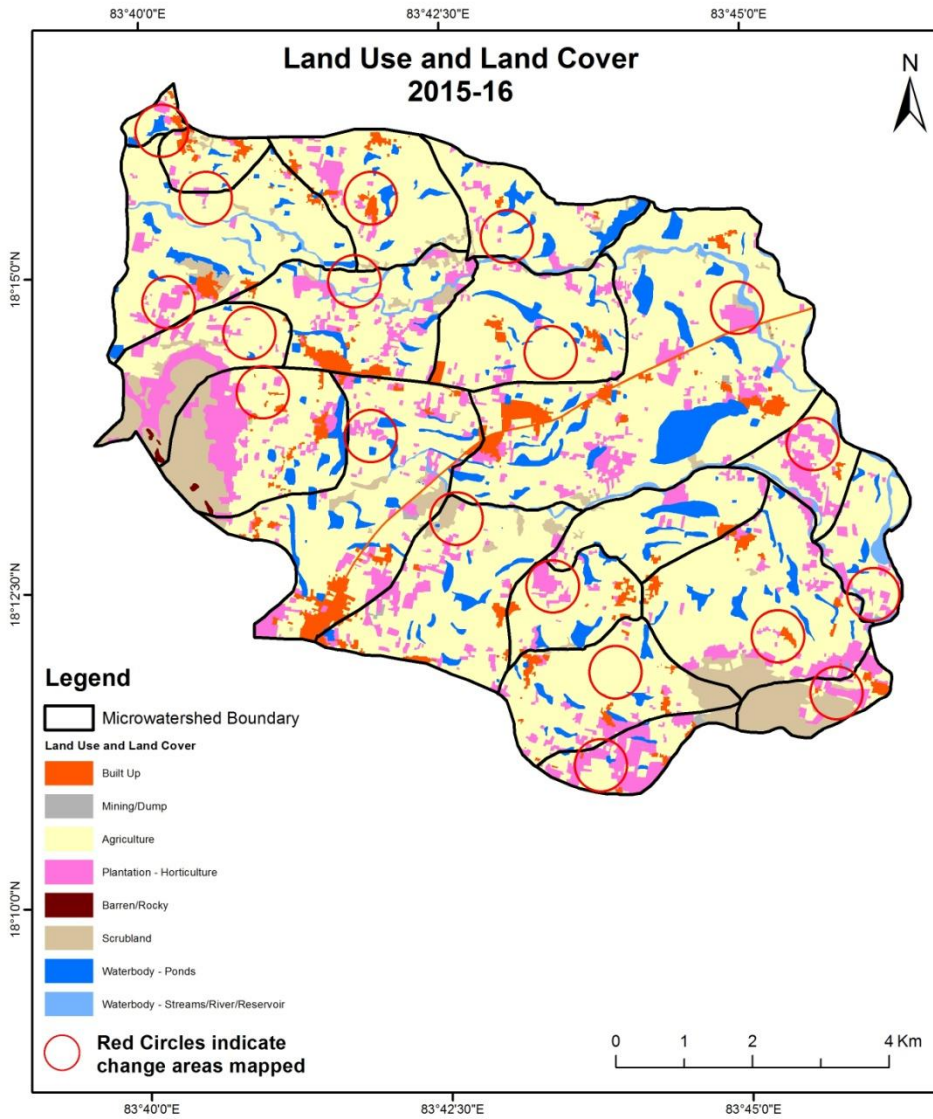 83°40'0"E
83°42'30"E
83°45'0"E
Land Use and Land Cover
2015-16
N
18°15'0"N
18°12'30"N
18°10'0"N
Legend
Microwatershed Boundary
Land Use and Land Cover
Built Up
Mining/Dump
Agriculture
Plantation - Horticulture
Barren/Rocky
Scrubland
Waterbody - Ponds
Waterbody - Streams/River/Reservoir
Red Circles indicate
change areas mapped
0 1 2 4 Km
83°40'0"E
83°42'30"E
83°45'0"E